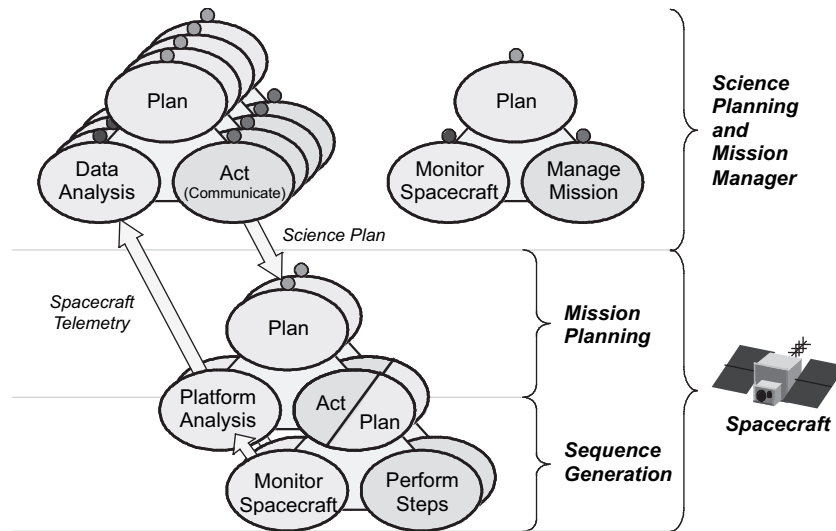 Plan
Data
Analysis
Act
(Communicate)
Plan
Monitor
Spacecraft
Manage
Mission
Science
Planning
and
Mission
Manager
Science Plan
Spacecraft
Telemetry
Plan
Mission
Planning
Platform
Analysis
Act
Plan
Spacecraft
Monitor
Spacecraft
Perform
Steps
Sequence
Generation